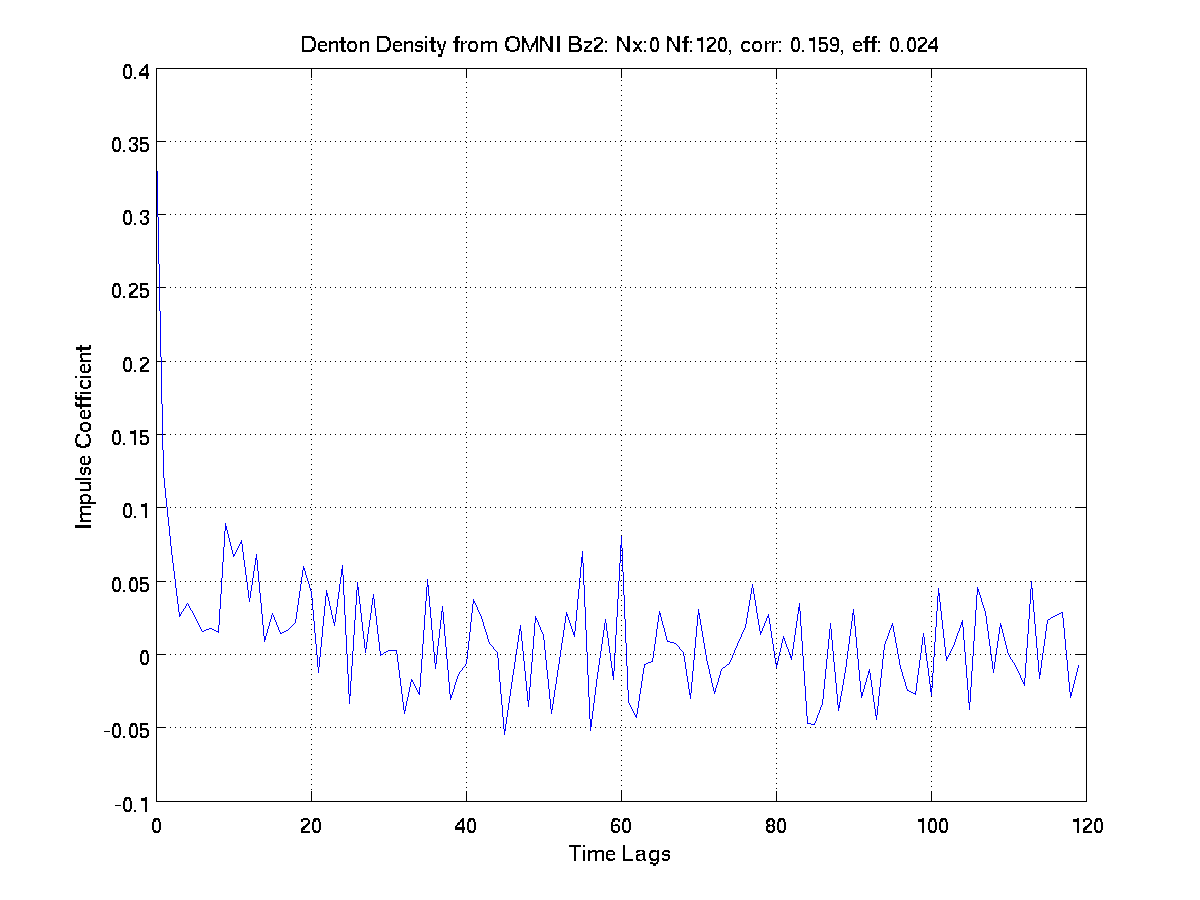 Denton Density from OMNI Bz2: Nx:0 Nf:120, corr: 0.159, eff: 0.024
0.4
0.35
0.3
0.25
0.2
0.15
0.1
0.05
0
-0.05
-0.1
Impulse Coefficient
0 20 40 60 80 100 120
Time Lags